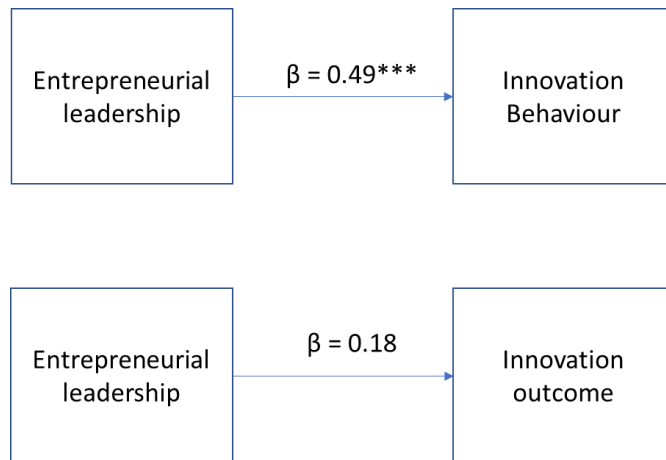 Entrepreneurial
leadership
β = 0.49***
Innovation
Behaviour
Entrepreneurial
leadership
β = 0.18
Innovation
outcome